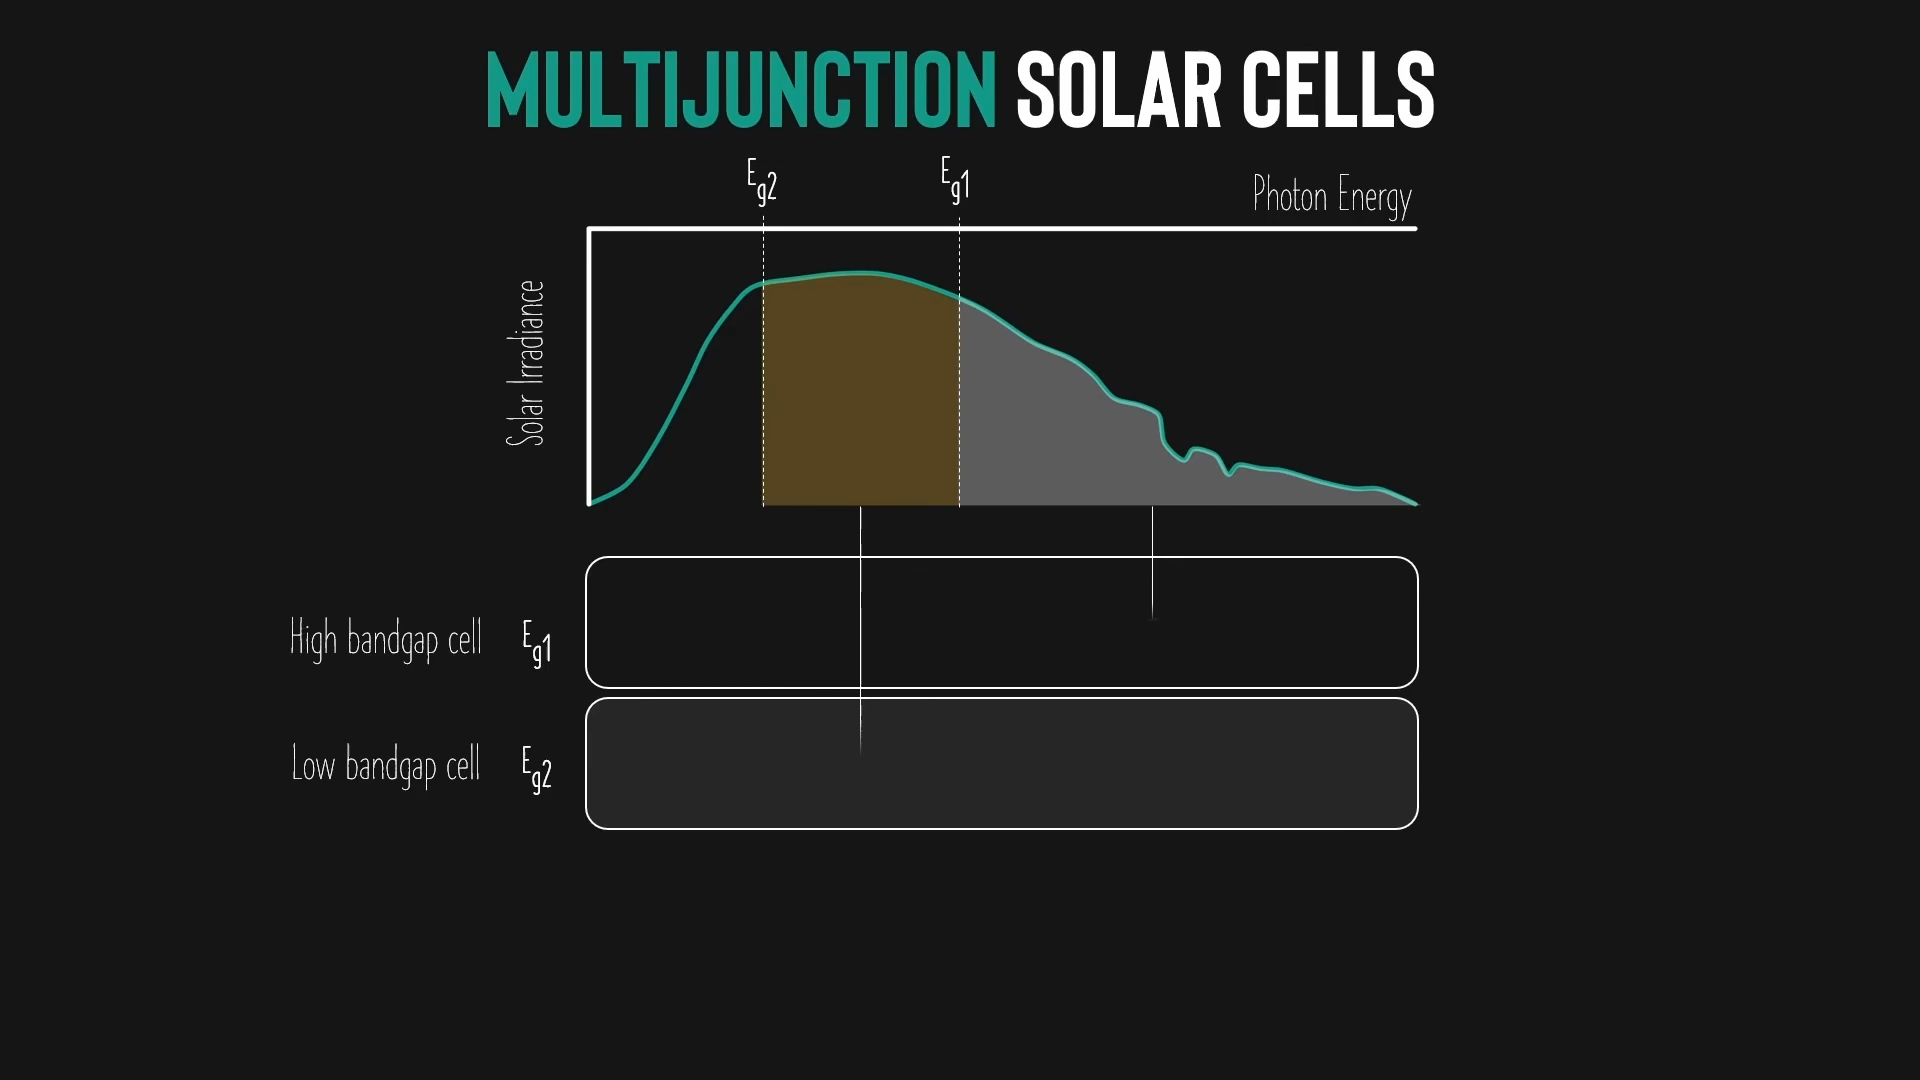 MULTIJUNCTION SOLAR CELLS
Eg2
Eg1
Photon Energy
Solar Irradiance
High bandgap cell Eg1
Low bandgap cell Eg2